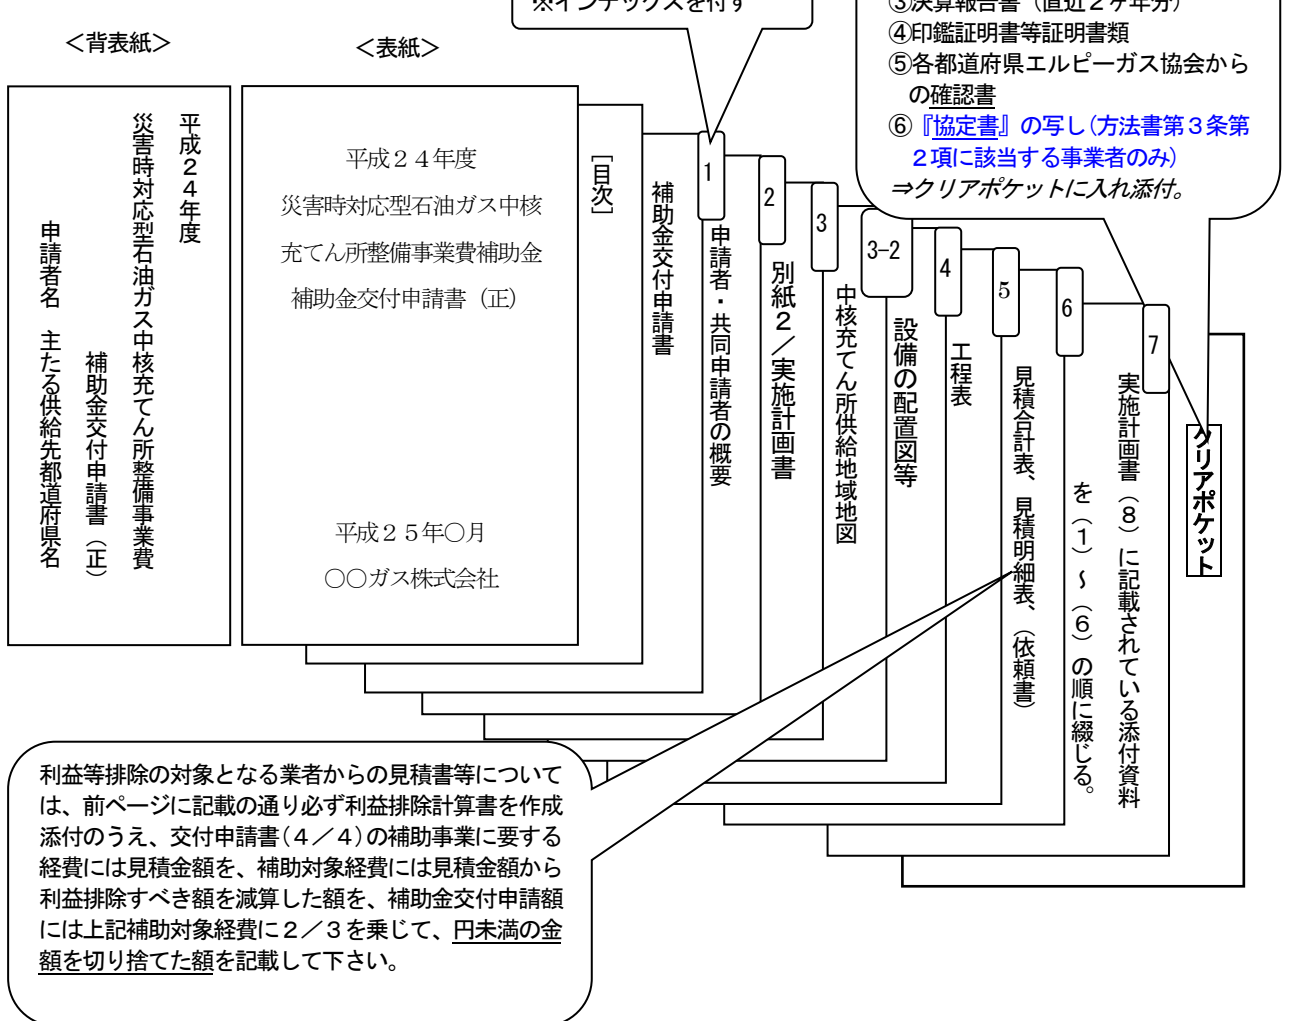 ※インデックスを付す
③決算報告書（直近２ヶ年分）
④印鑑証明書等証明書類
⑤各都道府県エルピーガス協会から
の確認書
⑥『協定書』の写し（方法書第３条第
２項に該当する事業者のみ）
⇒クリアポケットに入れ添付。
＜背表紙＞
＜表紙＞
平成２４年度
災害時対応型石油ガス中核充てん所整備事業費
補助金交付申請書（正）
申請者名　主たる供給先都道府県名
平成２４年度
災害時対応型石油ガス中核
充てん所整備事業費補助金
補助金交付申請書（正）
平成２５年○月
○○ガス株式会社
［目次］
補助金交付申請書
1
申請者・共同申請者の概要
2
別紙２／実施計画書
3
中核充てん所供給地域地図
3-2
設備の配置図等
4
工程表
5
見積合計表、見積明細表、（依頼書）
6
7
実施計画書（８）に記載されている添付資料
を（１）～（６）の順に綴じる。
クリアポケット
利益等排除の対象となる業者からの見積書等について
は、前ページに記載の通り必ず利益排除計算書を作成
添付のうえ、交付申請書（４／４）の補助事業に要する
経費には見積金額を、補助対象経費には見積金額から
利益排除すべき額を減算した額を、補助金交付申請額
には上記補助対象経費に２／３を乗じて、円未満の金
額を切り捨てた額を記載して下さい。